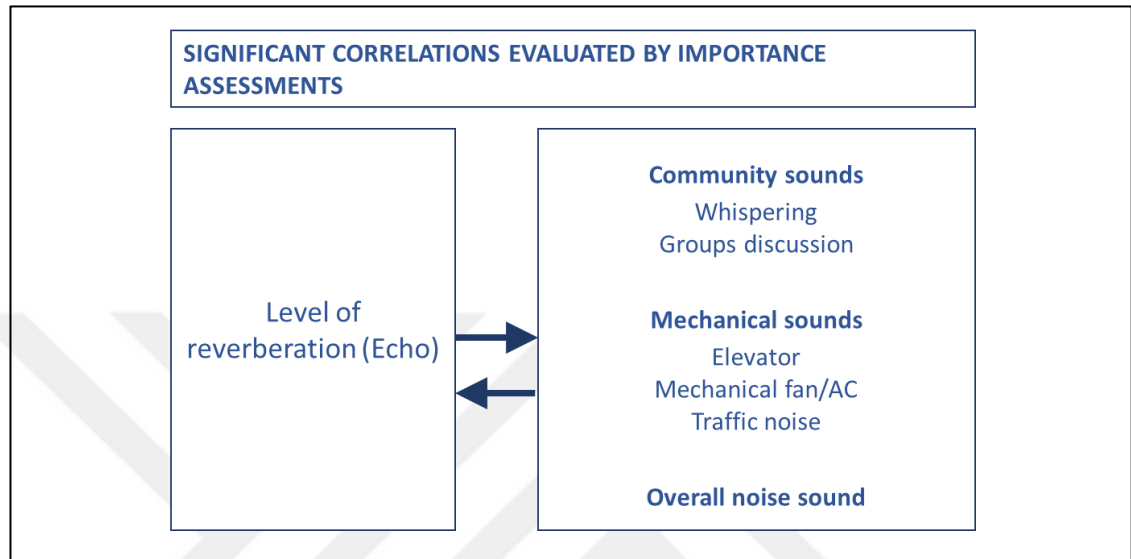 SIGNIFICANT CORRELATIONS EVALUATED BY IMPORTANCE
ASSESSMENTS
Level of
reverberation (Echo)
Community sounds
Whispering
Groups discussion
Mechanical sounds
Elevator
Mechanical fan/AC
Traffic noise
Overall noise sound